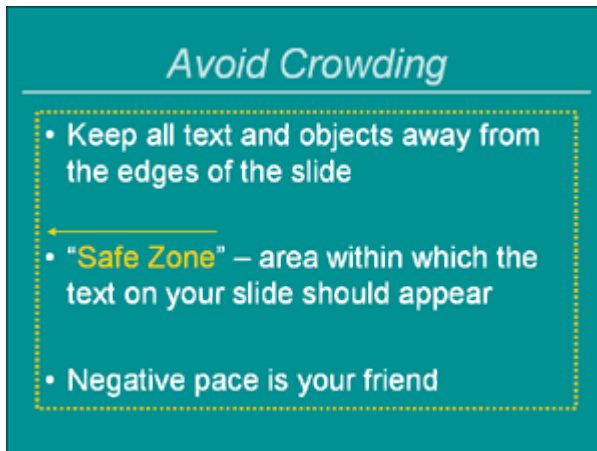 Avoid Crowding
• Keep all text and objects away from
the edges of the slide
• “Safe Zone” – area within which the
text on your slide should appear
• Negative pace is your friend